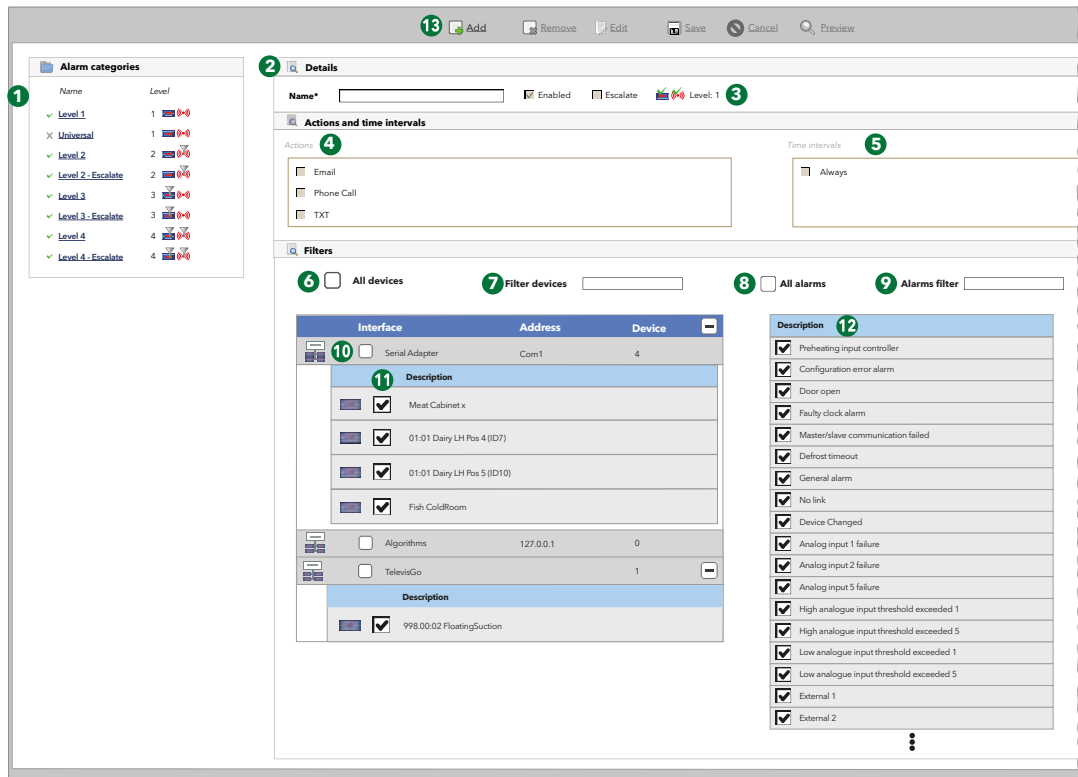 13 Add Remove Edit Save Cancel Preview
Alarm categories
1
Name Level
Level 1 1
Universal 1
Level 2 2
Level 2 - Escalate 2
Level 3 3
Level 3 - Escalate 3
Level 4 4
Level 4 - Escalate 4
2 Details
Name* Enabled Escalate Level: 1 3
Actions and time intervals
Actions 4 Time intervals 5
Email Always
Phone Call
TXT
Filters
6 All devices 7 Filter devices 8 All alarms 9 Alarms filter
Interface Address Device
10 Serial Adapter Com1 4
11 Description
Meat Cabinet x
01:01 Dairy LH Pos 4 (ID7)
01:01 Dairy LH Pos 5 (ID10)
Fish ColdRoom
Algorithms 127.0.0.1 0
TelevisGo 1
Description
998.00:02 FloatingSuction
Description 12
Preheating input controller
Configuration error alarm
Door open
Faulty clock alarm
Master/slave communication failed
Defrost timeout
General alarm
No link
Device Changed
Analog input 1 failure
Analog input 2 failure
Analog input 5 failure
High analogue input threshold exceeded 1
High analogue input threshold exceeded 5
Low analogue input threshold exceeded 1
Low analogue input threshold exceeded 5
External 1
External 2